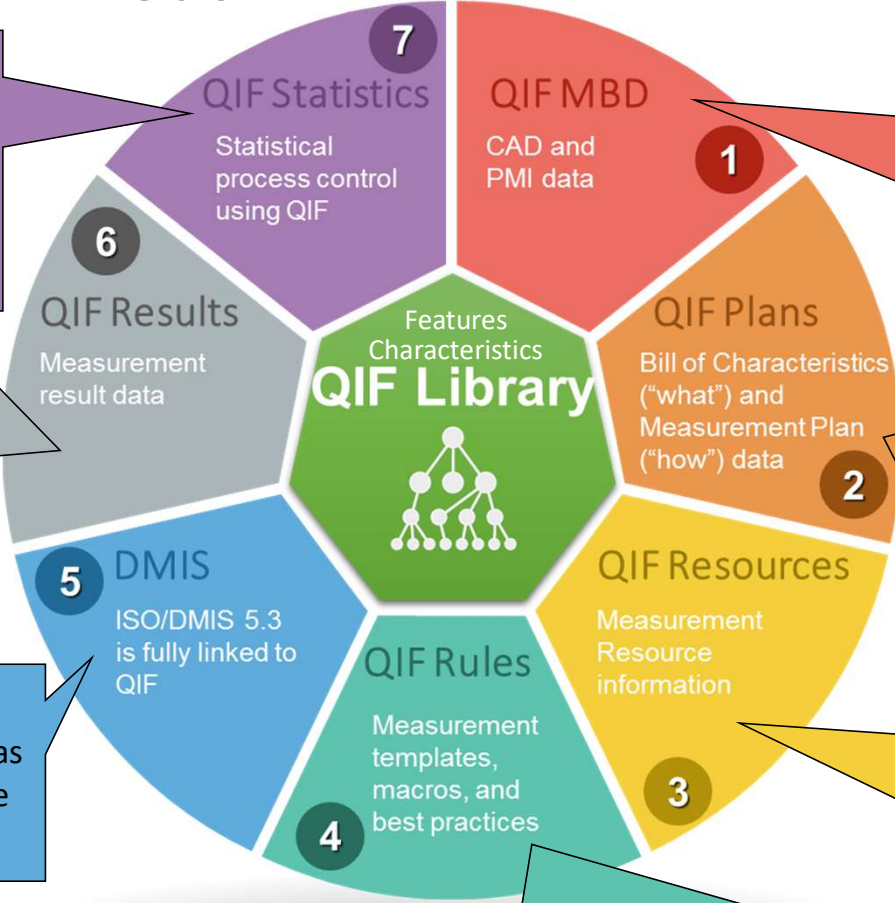 7
QIF Statistics
Statistical
process control
using QIF
QIF MBD
CAD and
PMI data
1
QIF Plans
Bill of Characteristics
(“what”) and
Measurement Plan
(“how”) data
2
QIF Resources
Measurement
Resource
information
3
QIF Rules
Measurement
templates,
macros, and
best practices
4
5
DMIS
ISO/DMIS 5.3
is fully linked to
QIF
6
QIF Results
Measurement
result data
Features
Characteristics
QIF Library
as